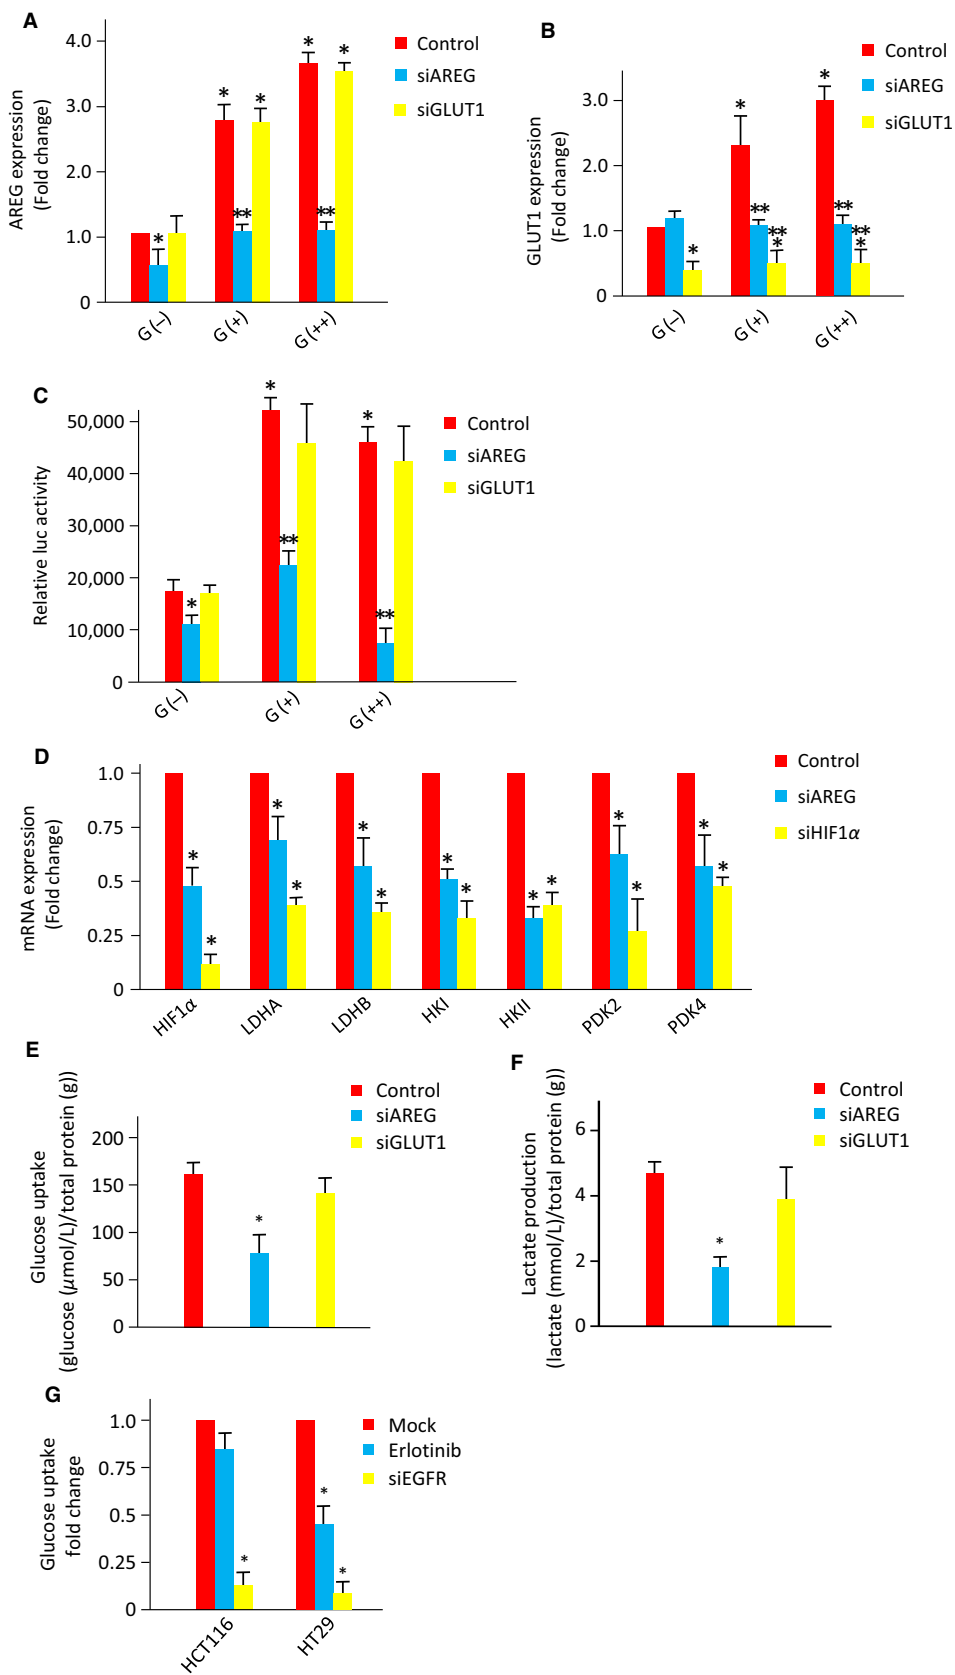 A
AREG expression
(Fold change)
4.0
3.0
2.0
1.0
0
* * * * * ** **
G (–) G (+) G (++)
Control
siAREG
siGLUT1
B
GLUT1 expression
(Fold change)
3.0
2.0
1.0
0
* * * ** ** ** * ** *
G (–) G (+) G (++)
Control
siAREG
siGLUT1
C
Relative luc activity
50,000
40,000
30,000
20,000
10,000
0
* * * ** **
G (–) G (+) G (++)
Control
siAREG
siGLUT1
D
mRNA expression
(Fold change)
1.0
0.75
0.5
0.25
0
* * * * * * * * * * * * * *
HIF1α LDHA LDHB HKI HKII PDK2 PDK4
Control
siAREG
siHIF1α
E
Glucose uptake
(glucose (μmol/L)/total protein (g))
200
150
100
50
0
*
Control
siAREG
siGLUT1
F
Lactate production
(lactate (mmol/L)/total protein (g))
6
4
2
0
*
Control
siAREG
siGLUT1
G
Glucose uptake
fold change
1.0
0.75
0.5
0.25
0
* * *
HCT116 HT29
Mock
Erlotinib
siEGFR